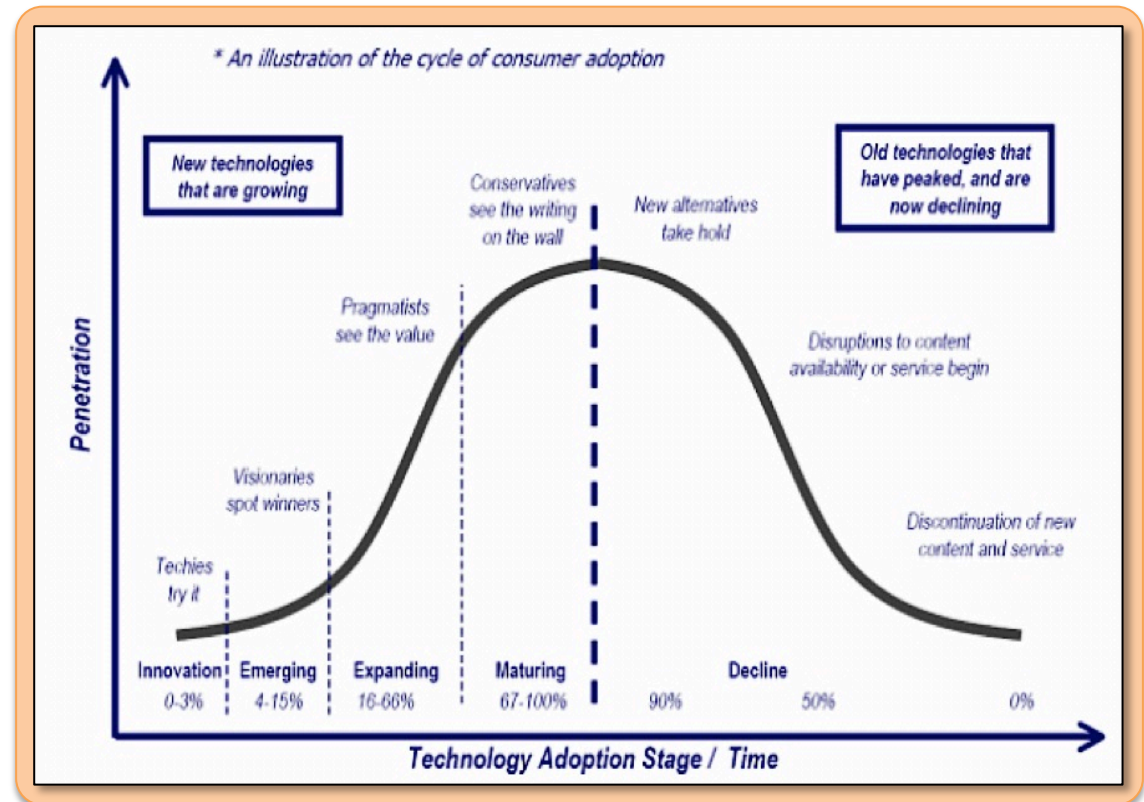 * An illustration of the cycle of consumer adoption
New technologies
that are growing
Old technologies that
have peaked, and are
now declining
Conservatives
see the writing
on the wall
New alternatives
take hold
Pragmatists
see the value
Disruptions to content
availability or service begin
Visionaries
spot winners
Discontinuation of new
content and service
Techies
try it
Penetration
Innovation Emerging Expanding Maturing Decline
0-3% 4-15% 16-66% 67-100% 90% 50% 0%
Technology Adoption Stage / Time